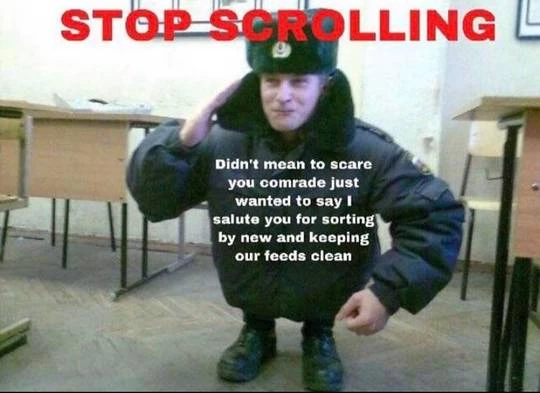 STOP SCROLLING
Didn't mean to scare
you comrade just
wanted to say I
salute you for sorting
by new and keeping
our feeds clean